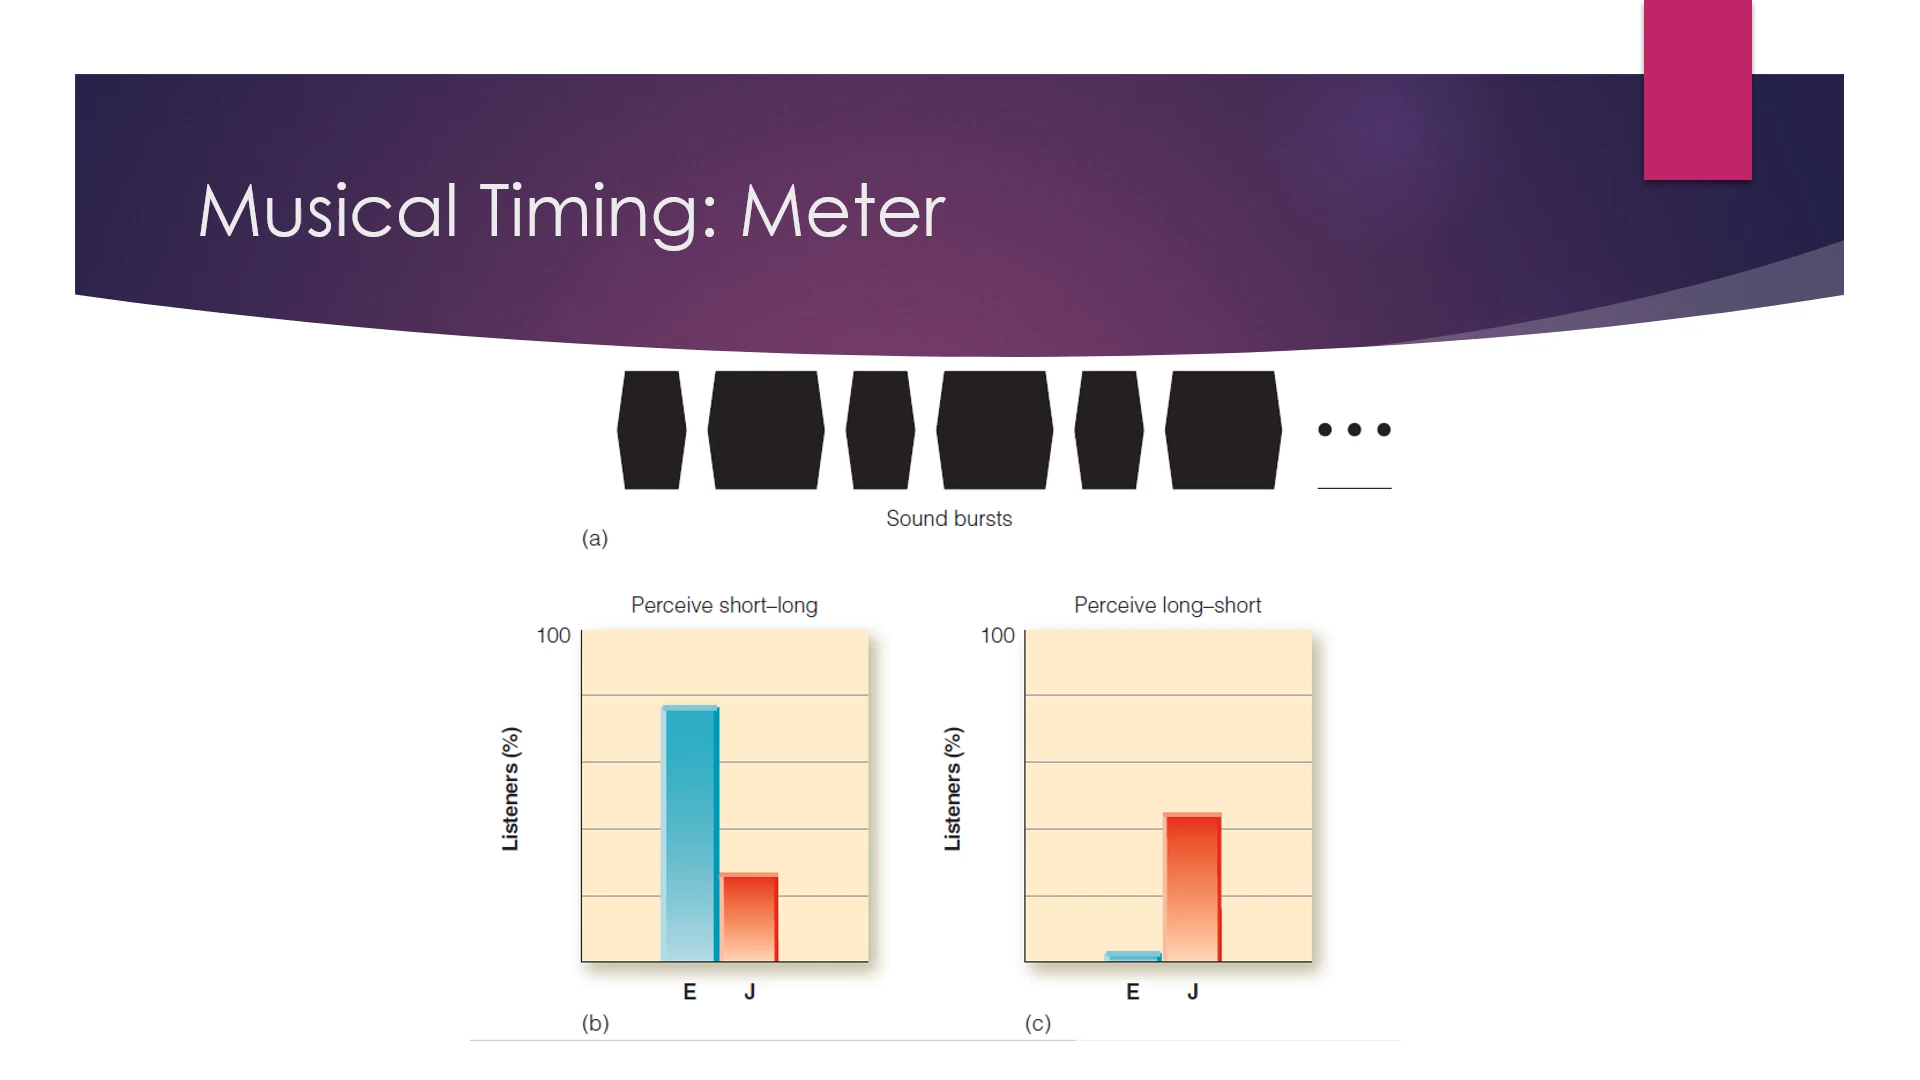 Musical Timing: Meter
Sound bursts
(a)
Perceive short–long
100
Listeners (%)
E J
(b)
Perceive long–short
100
Listeners (%)
E J
(c)